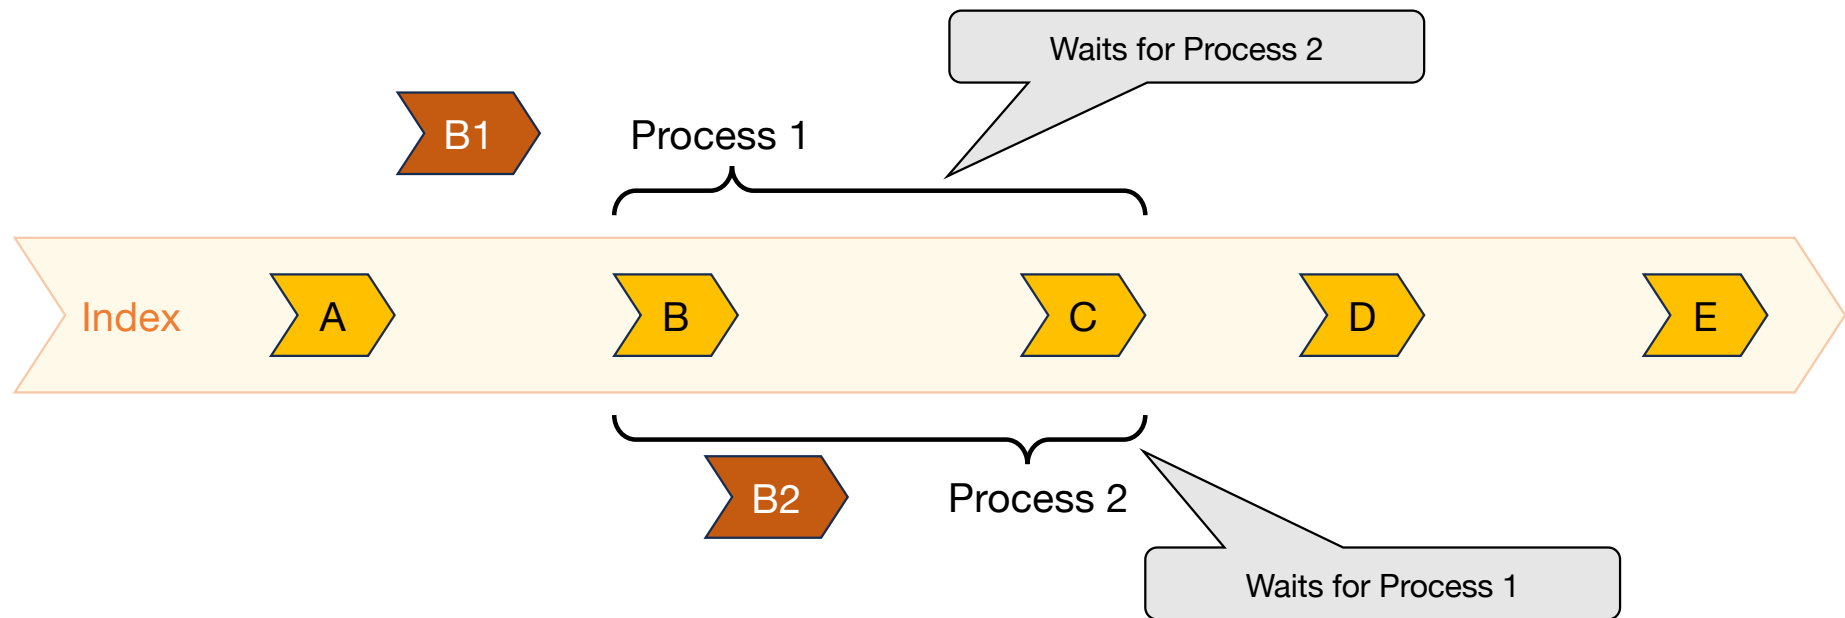 Waits for Process 2
B1
Process 1
Index
A
B
C
D
E
B2
Process 2
Waits for Process 1